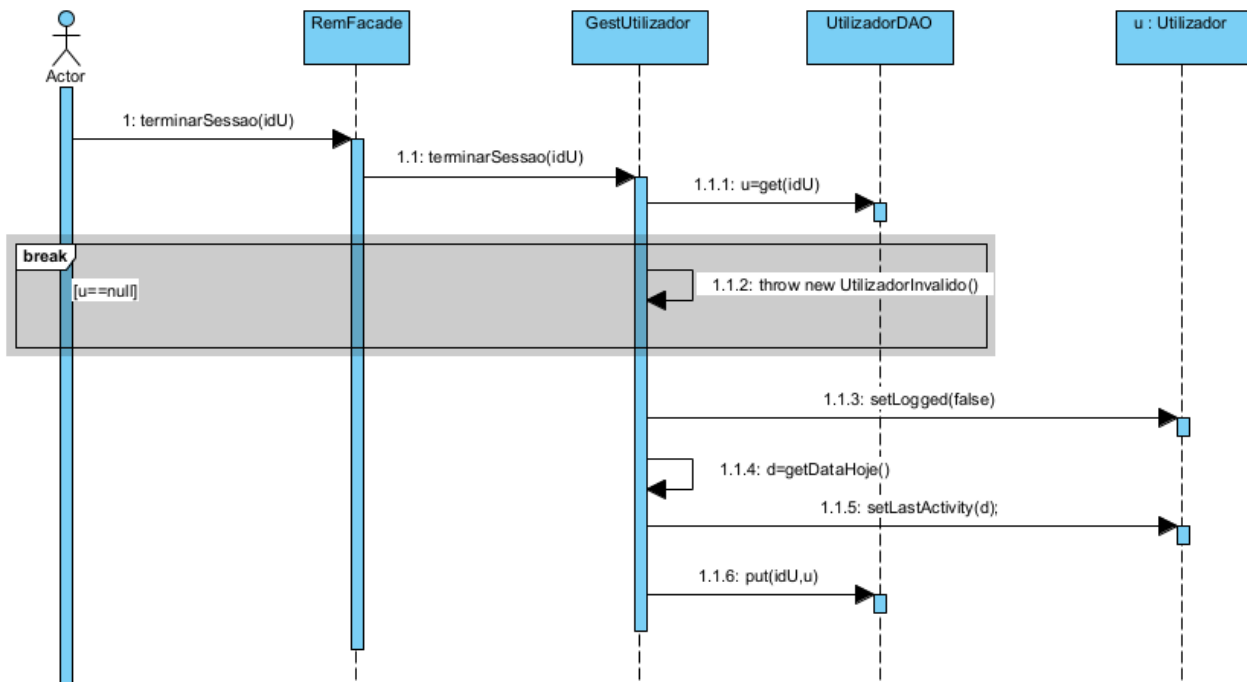 RemFacade
GestUtilizador
UtilizadorDAO
u : Utilizador
Actor
1: terminarSessao(idU)
1.1: terminarSessao(idU)
1.1.1: u=get(idU)
break
[u==null]
1.1.2: throw new UtilizadorInvalido()
1.1.3: setLogged(false)
1.1.4: d=getDataHoje()
1.1.5: setLastActivity(d);
1.1.6: put(idU,u)